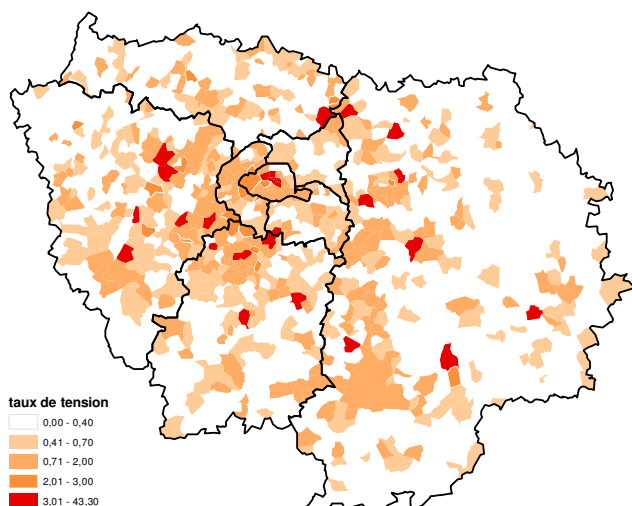 taux de tension
0,00 - 0,40
0,41 - 0,70
0,71 - 2,00
2,01 - 3,00
3,01 - 43,30